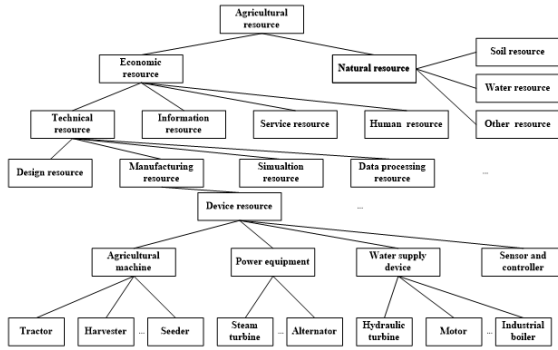 Agricultural
resource
Economic
resource
Natural resource
Soil resource
Water resource
Other resource
Technical
resource
Information
resource
Service resource
Human resource
Design resource
Manufacturing
resource
Simualtion
resource
Data processing
resource
...
Device resource
...
Agricultural
machine
Power equipment
Water supply
device
Sensor and
controller
Tractor
Harvester
...
Seeder
Steam
turbine
...
Alternator
Hydraulic
turbine
Motor
...
Industrial
boiler